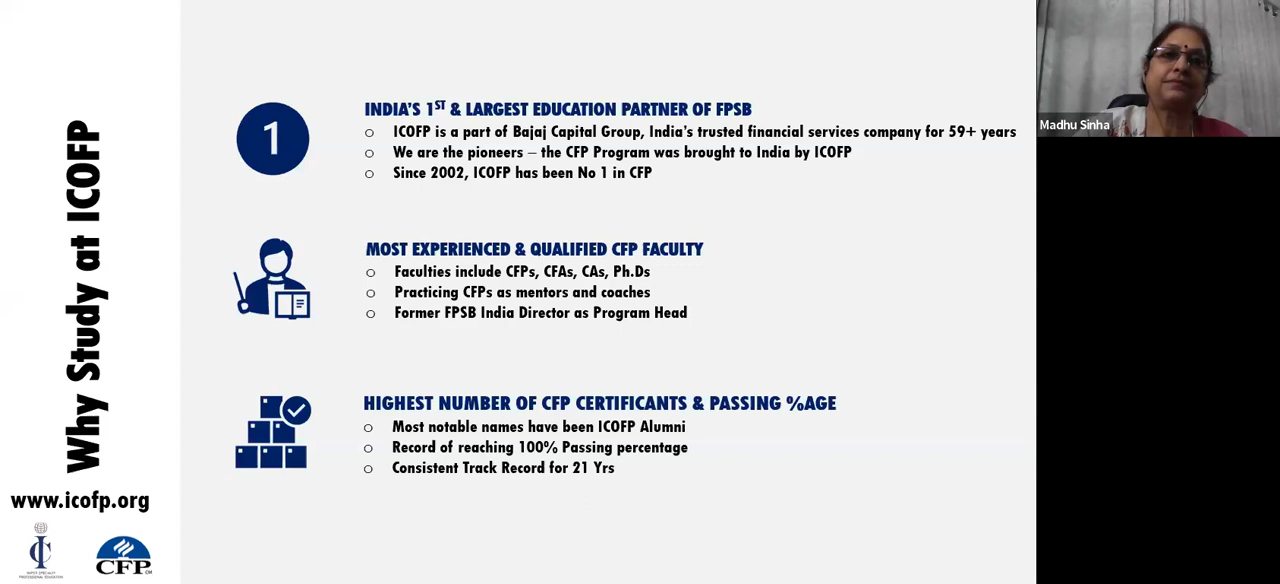 Why Study at ICOFP
www.icofp.org
CFP
1
INDIA'S 1ST & LARGEST EDUCATION PARTNER OF FPSB
o ICOFP is a part of Bajaj Capital Group, India's trusted financial services company for 59+ years
o We are the pioneers – the CFP Program was brought to India by ICOFP
o Since 2002, ICOFP has been No 1 in CFP
MOST EXPERIENCED & QUALIFIED CFP FACULTY
o Faculties include CFPs, CFAs, CAs, Ph.Ds
o Practicing CFPs as mentors and coaches
o Former FPSB India Director as Program Head
HIGHEST NUMBER OF CFP CERTIFICANTS & PASSING %AGE
o Most notable names have been ICOFP Alumni
o Record of reaching 100% Passing percentage
o Consistent Track Record for 21 Yrs
Madhu Sinha